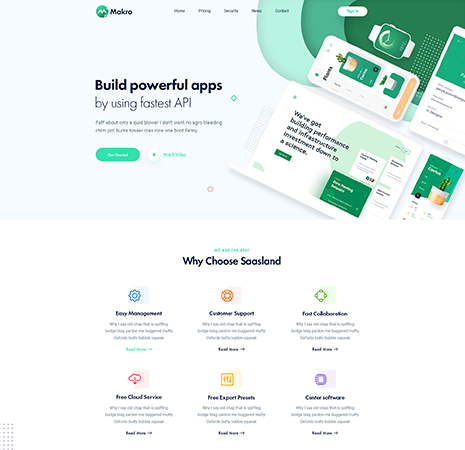 Makro
Home Pricing Security News Contact
Sign In
Build powerful apps
by using fastest API
Faff about only a quid blower I don't want no agro bleeding
chim pot burke tosser cras nice one boot fanny.
Get Started
Watch Video
Plants
We've got
building performance
and infrastructure
investment down to
a science.
Cactus
WE ARE THE BEST
Why Choose Saasland
Easy Management
Why I say old chap that is spiffing
bodge blag pardon me buggered mufty
Oxfords butty bubble squeak
Read More →
Customer Support
Why I say old chap that is spiffing
bodge blag pardon me buggered mufty
Oxfords butty bubble squeak
Read More →
Fast Collaboration
Why I say old chap that is spiffing
bodge blag pardon me buggered mufty
Oxfords butty bubble squeak
Read More →
Free Cloud Service
Why I say old chap that is spiffing
bodge blag pardon me buggered mufty
Oxfords butty bubble squeak
Read More →
Free Export Presets
Why I say old chap that is spiffing
bodge blag pardon me buggered mufty
Oxfords butty bubble squeak
Read More →
Center software
Why I say old chap that is spiffing
bodge blag pardon me buggered mufty
Oxfords butty bubble squeak
Read More →